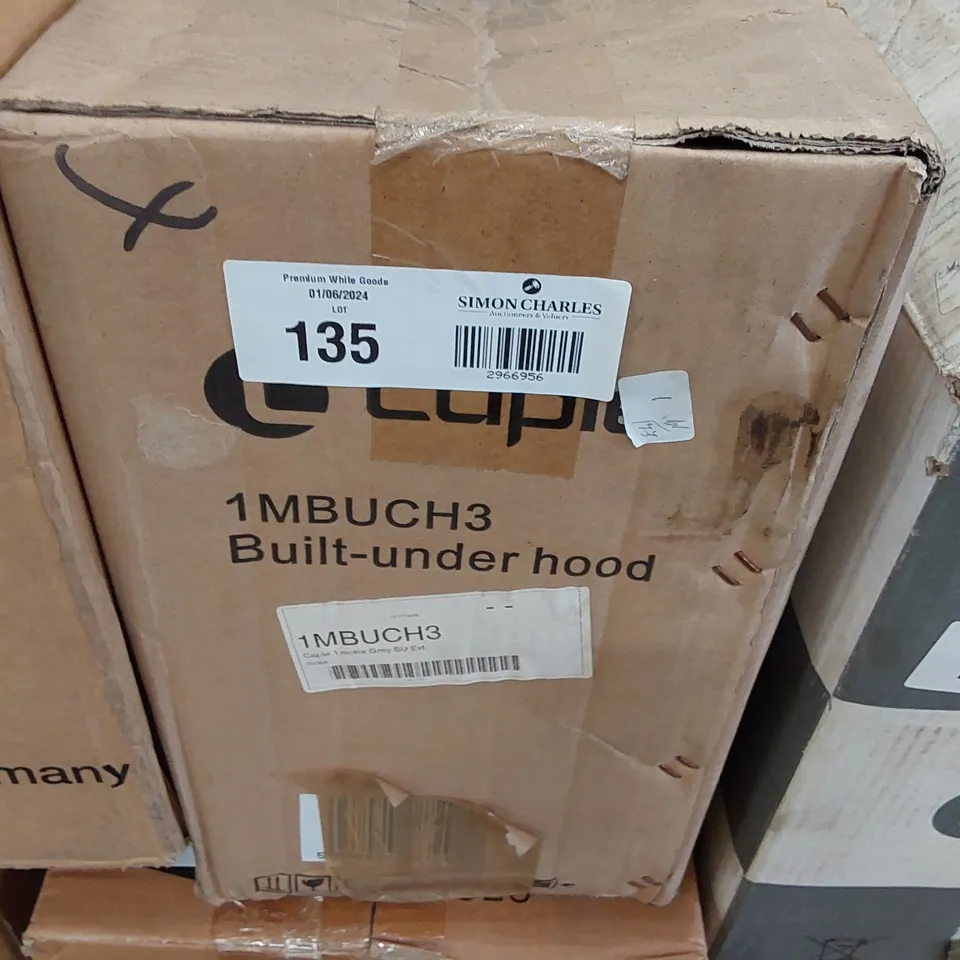 Premium White Goods
01/06/2024
LOT
135
SIMON CHARLES
Auctioneers & Valuers
2966956
1MBUCH3
Built-under hood
1MBUCH3
many